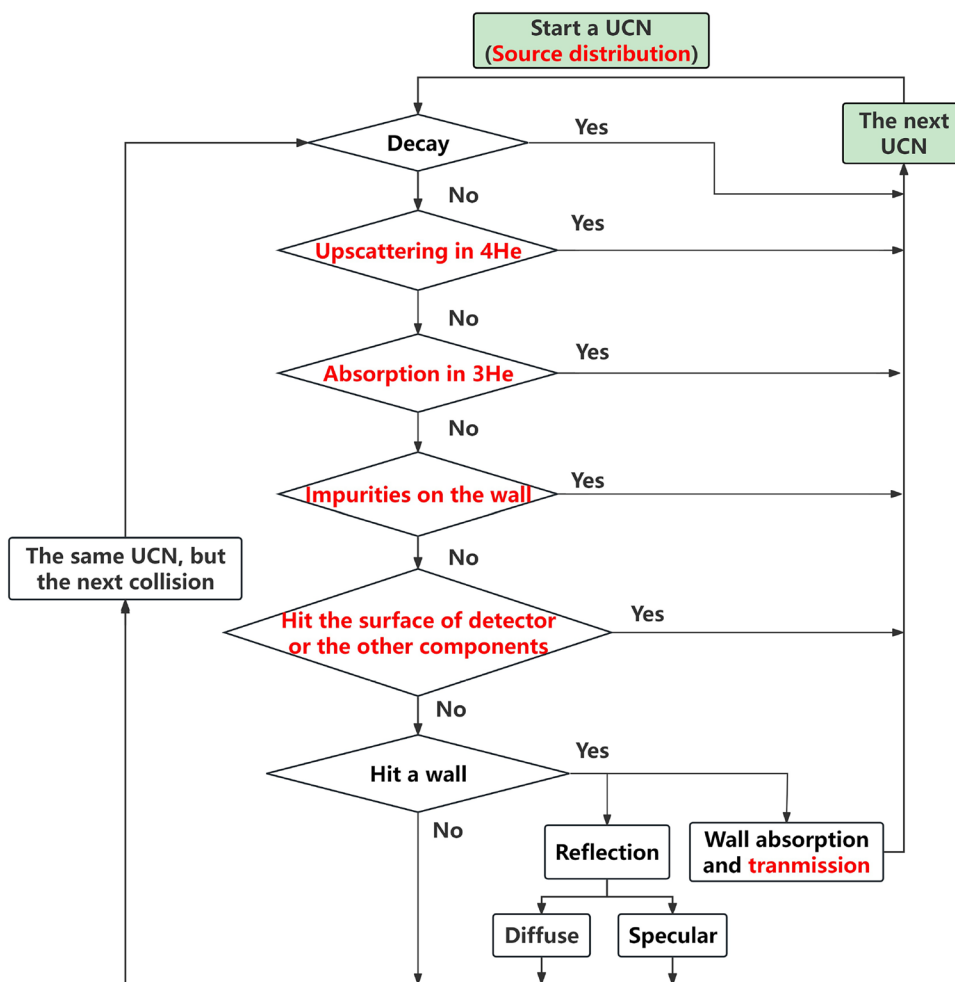 Start a UCN
(Source distribution)
The next
UCN
Decay
Yes
No
Upscattering in 4He
Yes
No
Absorption in 3He
Yes
No
Impurities on the wall
Yes
No
The same UCN, but
the next collision
Hit the surface of detector
or the other components
Yes
No
Hit a wall
Yes
No
Reflection
Wall absorption
and tranmission
Diffuse
Specular